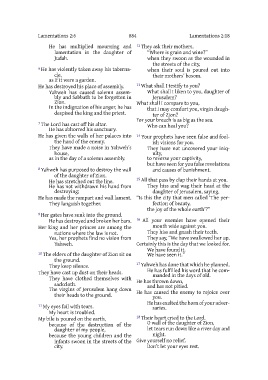 Lamentations 2:6
884
Lamentations 2:18
He has multiplied mourning and
lamentation in the daughter of
Judah.
6 He has violently taken away his taberna-
cle,
as if it were a garden.
He has destroyed his place of assembly.
Yahweh has caused solemn assem-
bly and Sabbath to be forgotten in
Zion.
In the indignation of his anger, he has
despised the king and the priest.
7 The Lord has cast off his altar.
He has abhorred his sanctuary.
He has given the walls of her palaces into
the hand of the enemy.
They have made a noise in Yahweh's
house,
as in the day of a solemn assembly.
8 Yahweh has purposed to destroy the wall
of the daughter of Zion.
He has stretched out the line.
He has not withdrawn his hand from
destroying;
He has made the rampart and wall lament.
They languish together.
9 Her gates have sunk into the ground.
He has destroyed and broken her bars.
Her king and her princes are among the
nations where the law is not.
Yes, her prophets find no vision from
Yahweh.
10 The elders of the daughter of Zion sit on
the ground.
They keep silence.
They have cast up dust on their heads.
They have clothed themselves with
sackcloth.
The virgins of Jerusalem hang down
their heads to the ground.
11 My eyes fail with tears.
My heart is troubled.
My bile is poured on the earth,
because of the destruction of the
daughter of my people,
because the young children and the
infants swoon in the streets of the
city.
12 They ask their mothers,
"Where is grain and wine?"
when they swoon as the wounded in
the streets of the city,
when their soul is poured out into
their mothers' bosom.
13 What shall I testify to you?
What shall I liken to you, daughter of
Jerusalem?
What shall I compare to you,
that I may comfort you, virgin daugh-
ter of Zion?
For your breach is as big as the sea.
Who can heal you?
14 Your prophets have seen false and fool-
ish visions for you.
They have not uncovered your iniq-
uity,
to reverse your captivity,
but have seen for you false revelations
and causes of banishment.
15 All that pass by clap their hands at you.
They hiss and wag their head at the
daughter of Jerusalem, saying,
"Is this the city that men called 'The per-
fection of beauty,
the joy of the whole earth'?"
16 All your enemies have opened their
mouth wide against you.
They hiss and gnash their teeth.
They say, "We have swallowed her up.
Certainly this is the day that we looked for.
We have found it.
We have seen it."
17 Yahweh has done that which he planned.
He has fulfilled his word that he com-
manded in the days of old.
He has thrown down,
and has not pitied.
He has caused the enemy to rejoice over
you.
He has exalted the horn of your adver-
saries.
18 Their heart cried to the Lord.
O wall of the daughter of Zion,
let tears run down like a river day and
night.
Give yourself no relief.
Don't let your eyes rest.